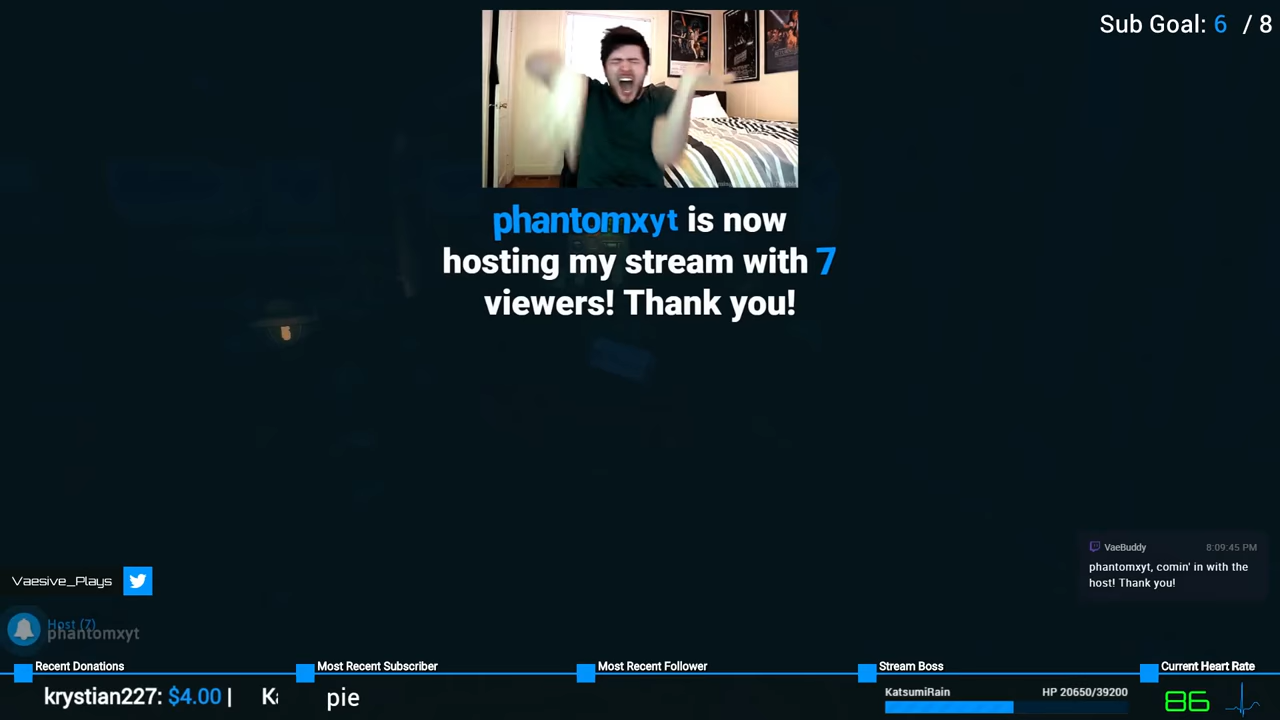 Sub Goal: 6 / 8
phantomxyt is now
hosting my stream with 7
viewers! Thank you!
VaeBuddy 8:09:45 PM
phantomxyt, comin' in with the
host! Thank you!
Vaesive_Plays
Host (7)
phantomxyt
Recent Donations
krystian227: $4.00 |
Most Recent Subscriber
pie
Most Recent Follower
Stream Boss
KatsumiRain HP 20650/39200
Current Heart Rate
86